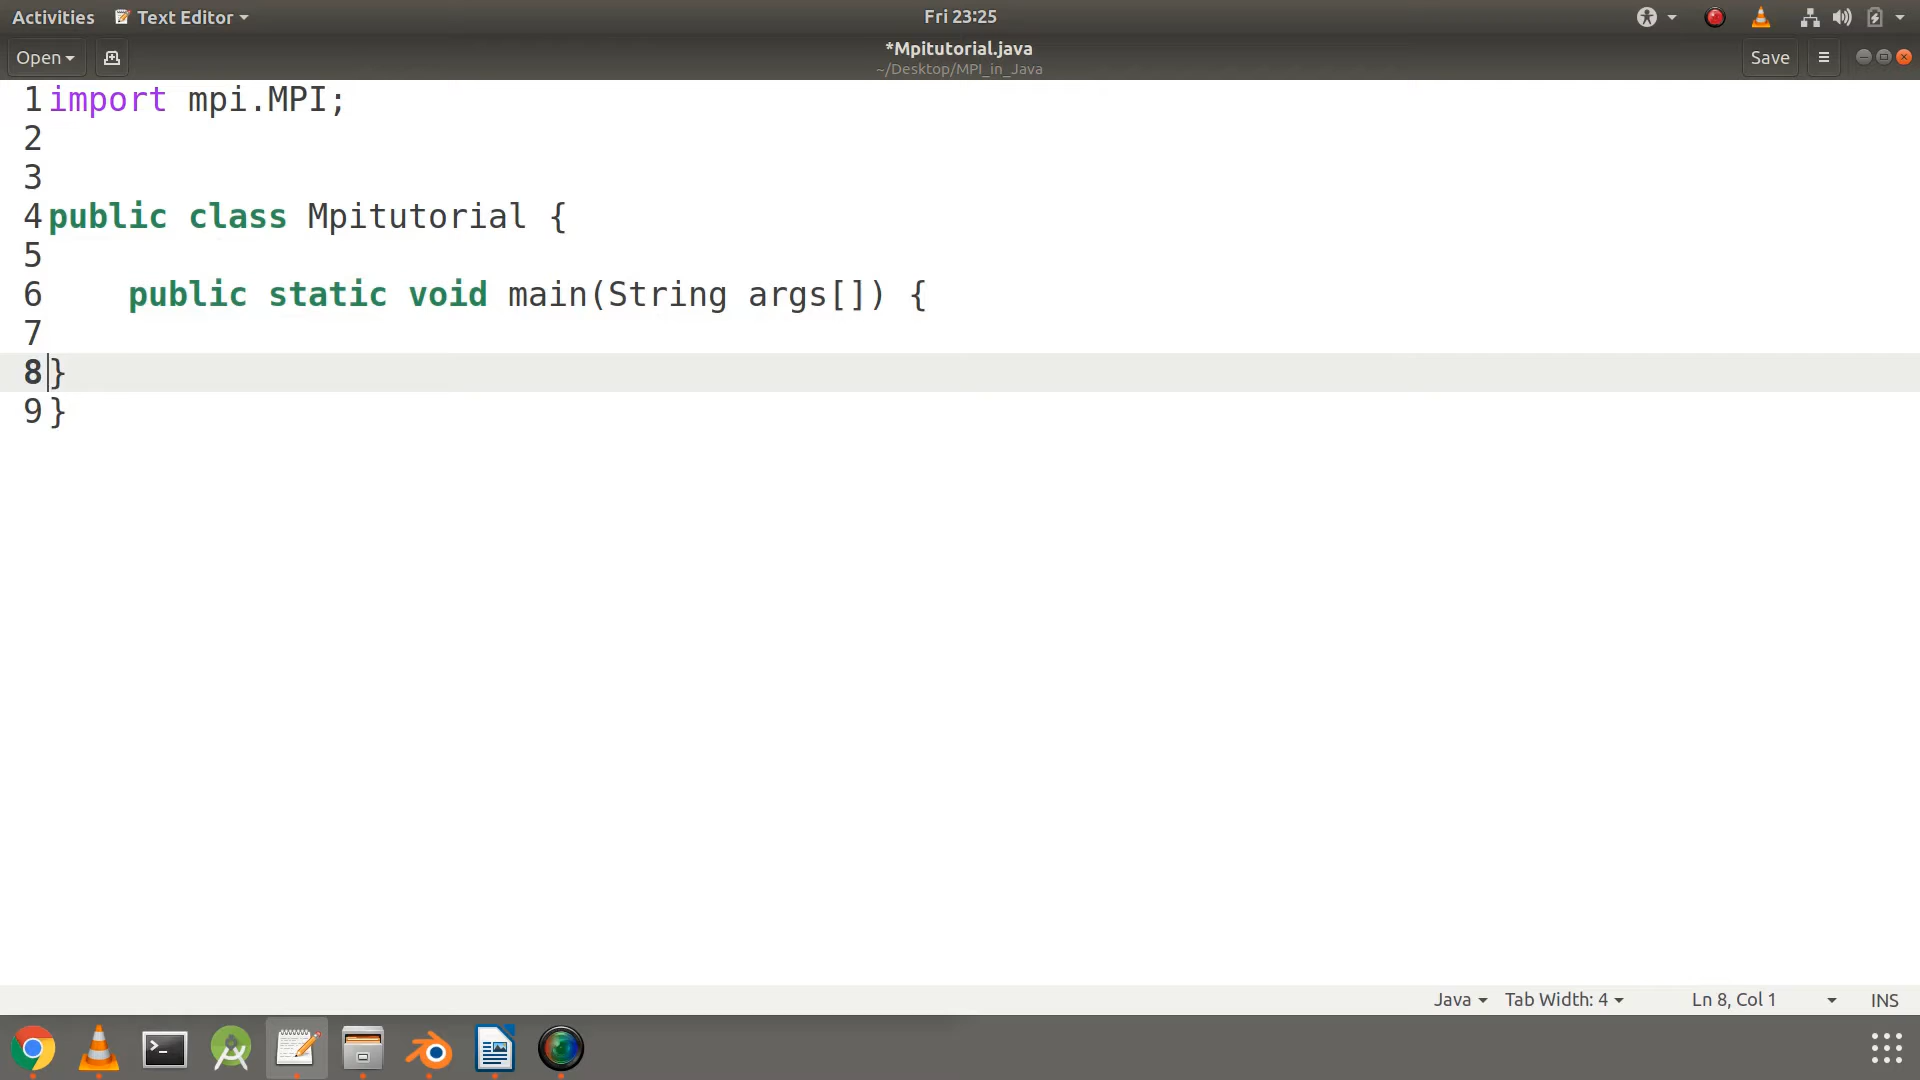 Activities Text Editor Fri 23:25
Open *Mpitutorial.java Save
~/Desktop/MPI_in_Java
1 import mpi.MPI;
2
3
4 public class Mpitutorial {
5
6     public static void main(String args[]) {
7
8 }
9 }
Java Tab Width: 4 Ln 8, Col 1 INS